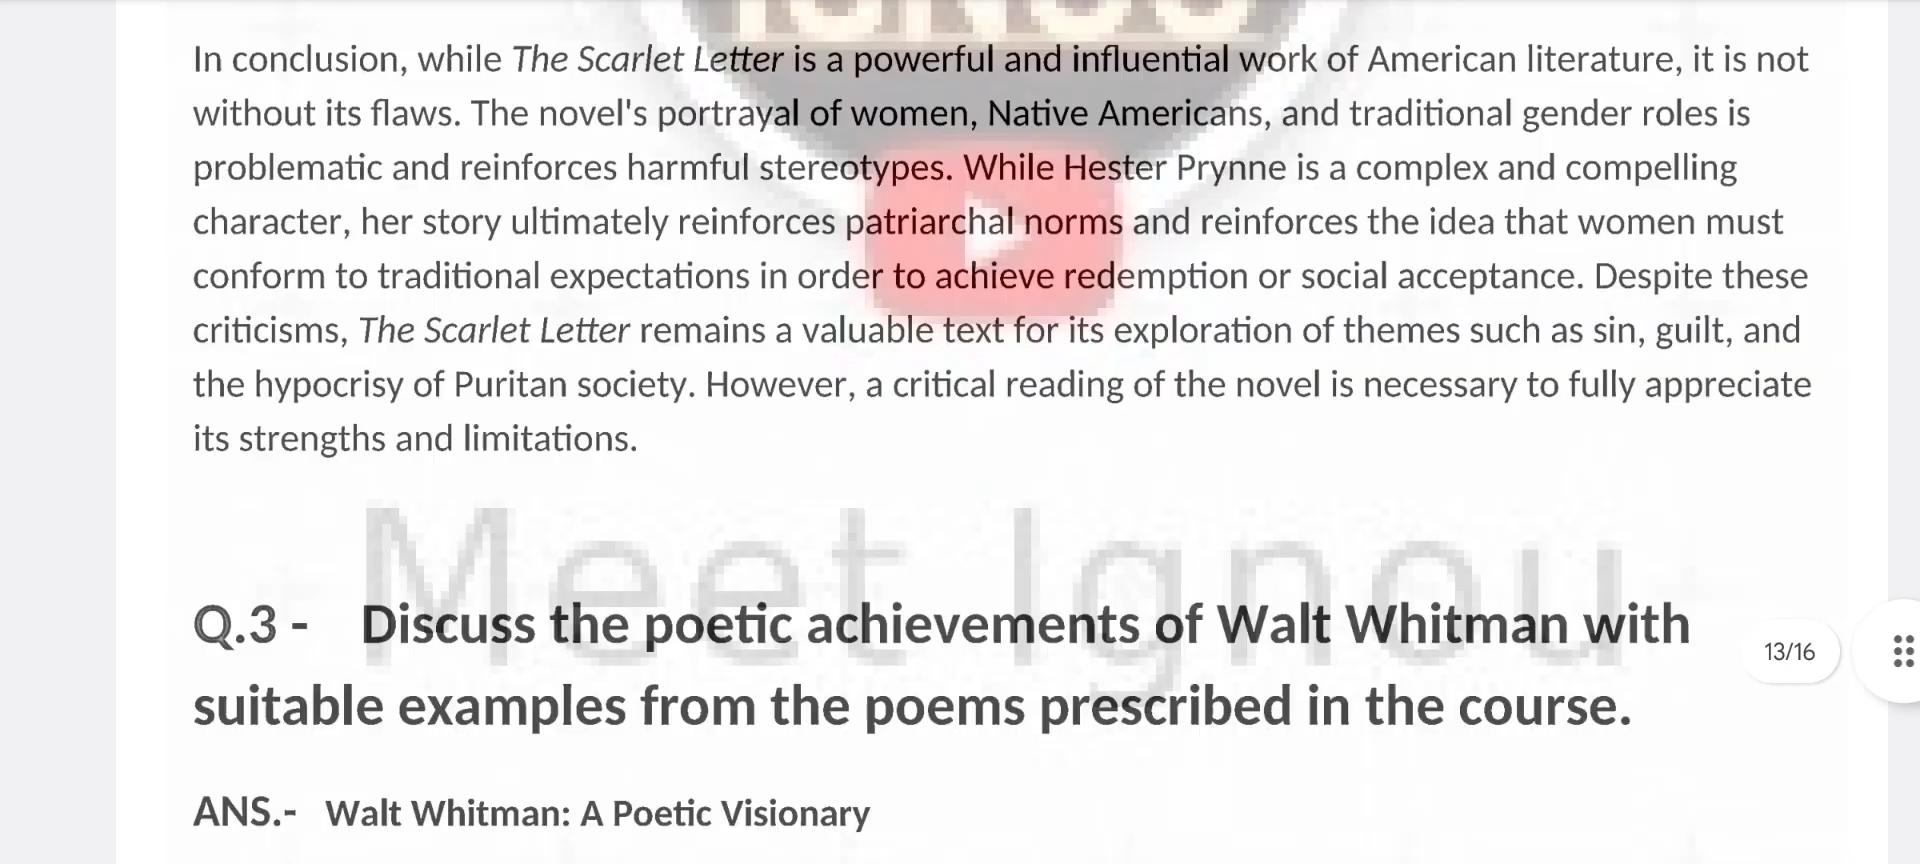 In conclusion, while The Scarlet Letter is a powerful and influential work of American literature, it is not
without its flaws. The novel's portrayal of women, Native Americans, and traditional gender roles is
problematic and reinforces harmful stereotypes. While Hester Prynne is a complex and compelling
character, her story ultimately reinforces patriarchal norms and reinforces the idea that women must
conform to traditional expectations in order to achieve redemption or social acceptance. Despite these
criticisms, The Scarlet Letter remains a valuable text for its exploration of themes such as sin, guilt, and
the hypocrisy of Puritan society. However, a critical reading of the novel is necessary to fully appreciate
its strengths and limitations.
Meet Ignou
Q.3 - Discuss the poetic achievements of Walt Whitman with
13/16
suitable examples from the poems prescribed in the course.
ANS.- Walt Whitman: A Poetic Visionary